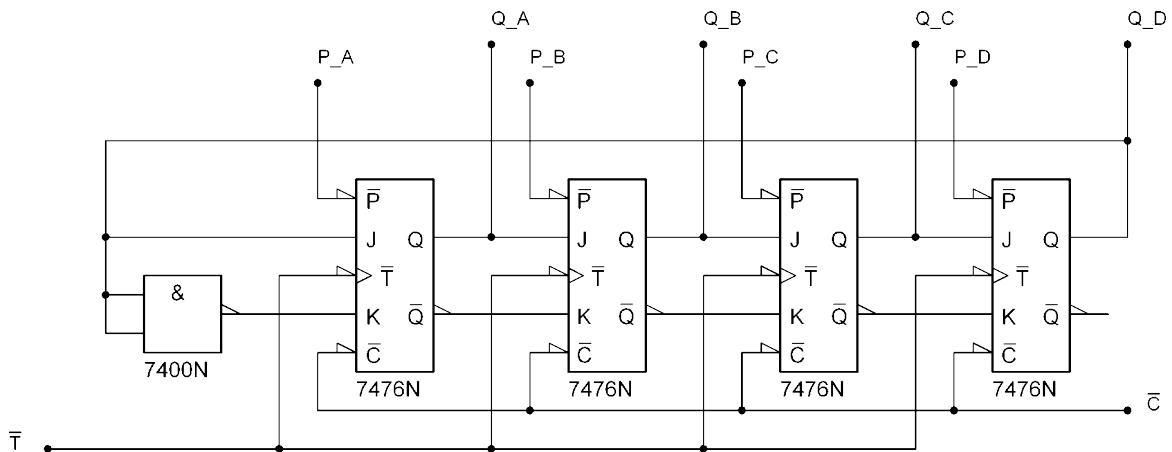 Q_A Q_B Q_C Q_D
P_A P_B P_C P_D
P̅ P̅ P̅ P̅
J Q J Q J Q J Q
& T̅ T̅ T̅ T̅
K Q̅ K Q̅ K Q̅ K Q̅
C̅ C̅ C̅ C̅
7400N 7476N 7476N 7476N 7476N
C̅
T̅